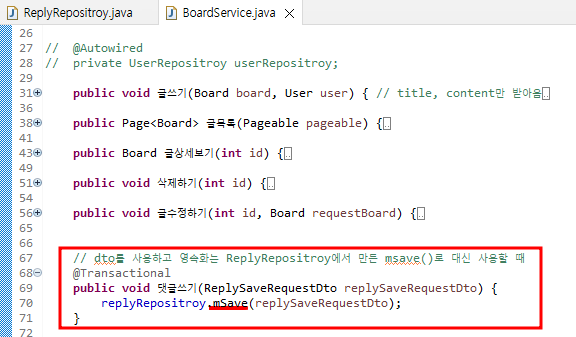 ReplyRepositroy.java
BoardService.java
26
27 // @Autowired
28 // private UserRepositroy userRepositroy;
29
31 public void 글쓰기(Board board, User user) { // title, content만 받아옴
37
38 public Page<Board> 글목록(Pageable pageable) {
41
43 public Board 글상세보기(int id) {
49
51 public void 삭제하기(int id) {
54
56 public void 글수정하기(int id, Board requestBoard) {
65
66
67 // dto를 사용하고 영속화는 ReplyRepositroy에서 만든 msave()로 대신 사용할 때
68 @Transactional
69 public void 댓글쓰기(ReplySaveRequestDto replySaveRequestDto) {
70 replyRepositroy.mSave(replySaveRequestDto);
71 }
72